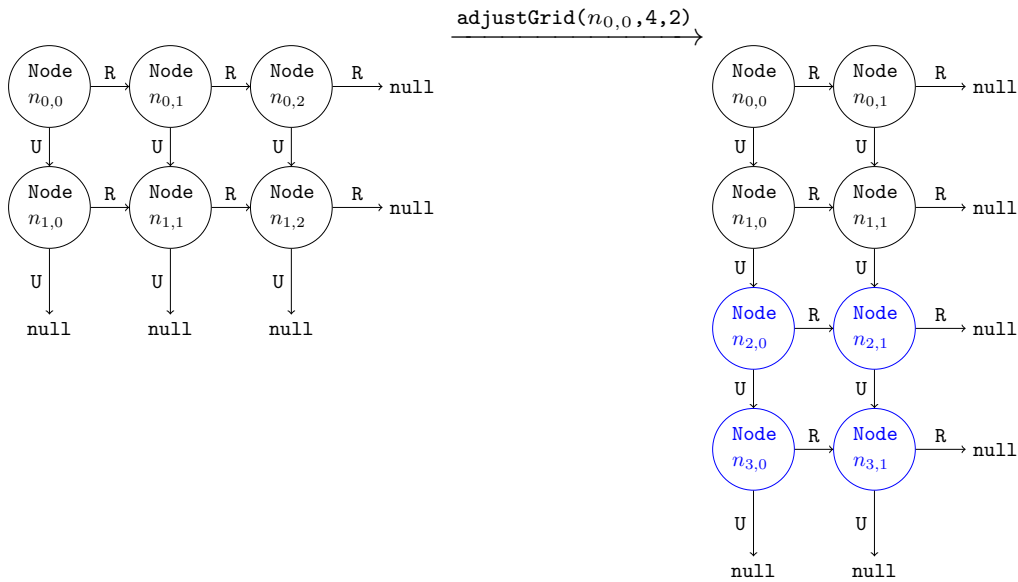 adjustGrid(n0,0,4,2)
Node R Node R Node R null
n0,0 n0,1 n0,2
U U U
Node R Node R Node R null
n1,0 n1,1 n1,2
U U U
null null null
Node R Node R null
n0,0 n0,1
U U
Node R Node R null
n1,0 n1,1
U U
Node R Node R null
n2,0 n2,1
U U
Node R Node R null
n3,0 n3,1
U U
null null